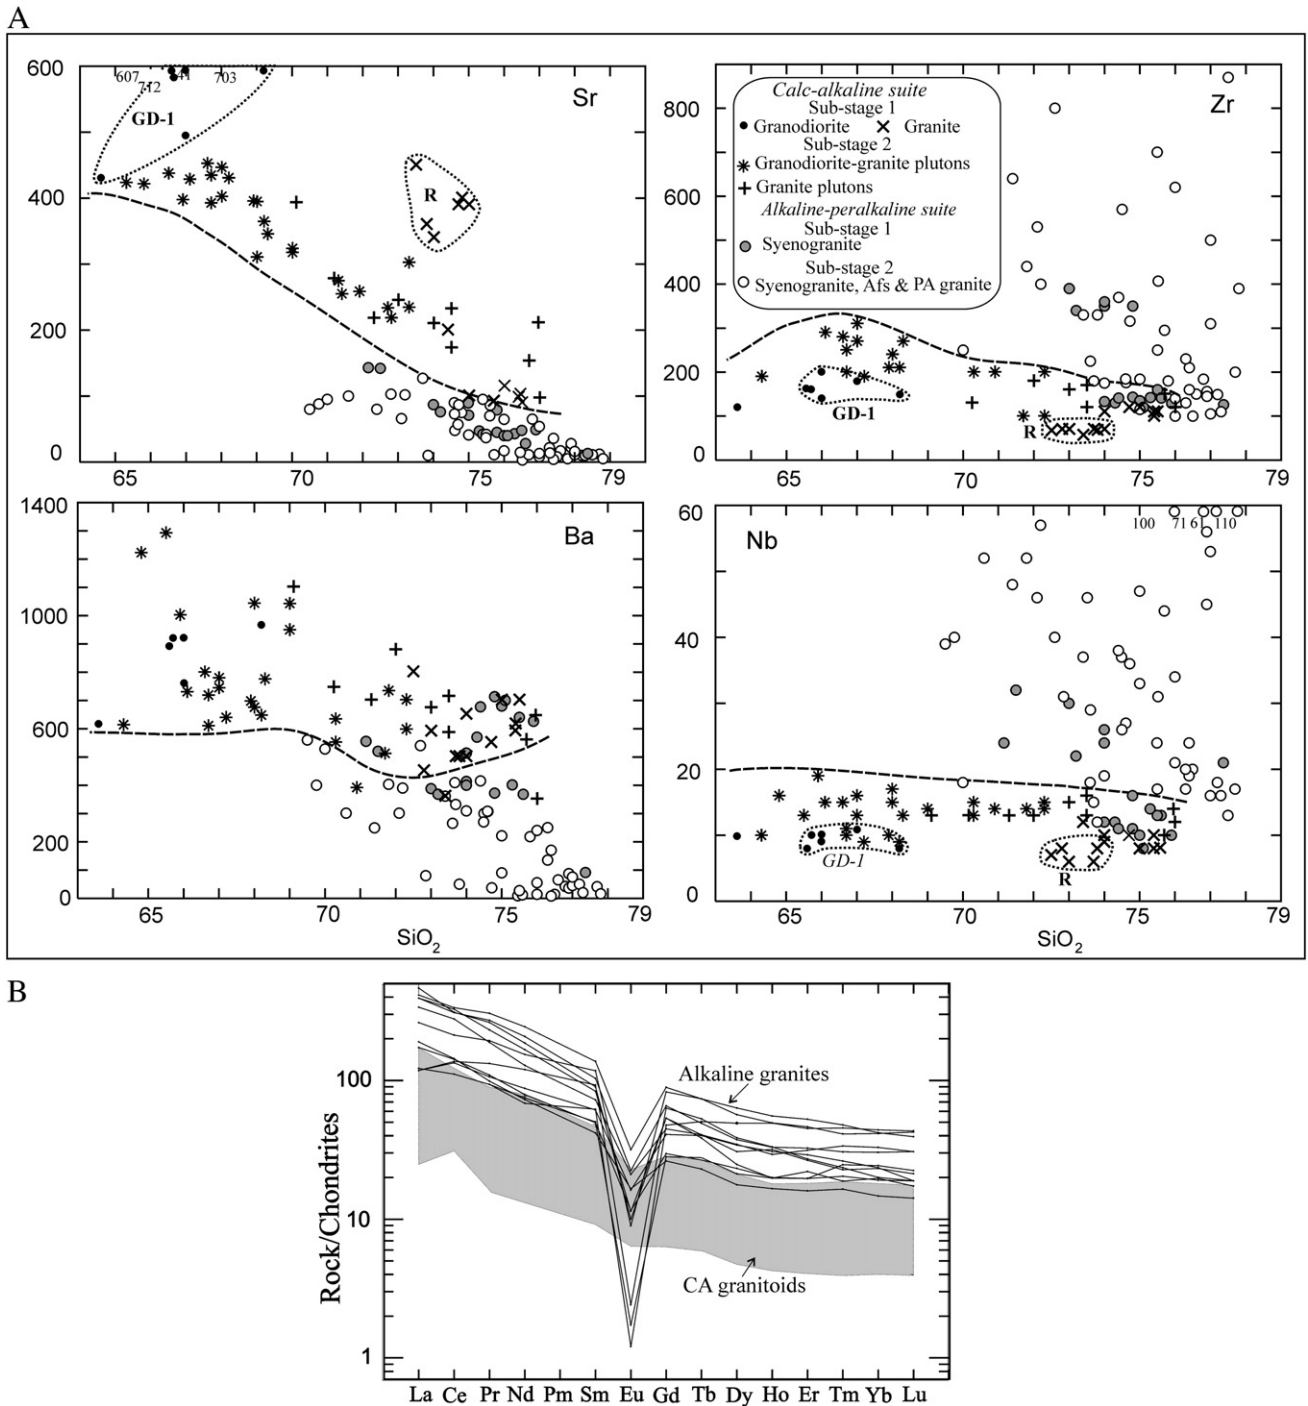 A
600
400
200
0
65
70
75
79
607
712
41
703
GD-1
R
Sr
800
600
400
200
0
65
70
75
79
Zr
Calc-alkaline suite
Sub-stage 1
Granodiorite Granite
Sub-stage 2
Granodiorite-granite plutons
Granite plutons
Alkaline-peralkaline suite
Sub-stage 1
Syenogranite
Sub-stage 2
Syenogranite, Afs & PA granite
GD-1
R
1400
1000
600
200
0
65
70
75
79
Ba
SiO2
60
40
20
0
65
70
75
79
Nb
100 71 61 110
GD-1
R
SiO2
B
100
10
1
Rock/Chondrites
Alkaline granites
CA granitoids
La Ce Pr Nd Pm Sm Eu Gd Tb Dy Ho Er Tm Yb Lu